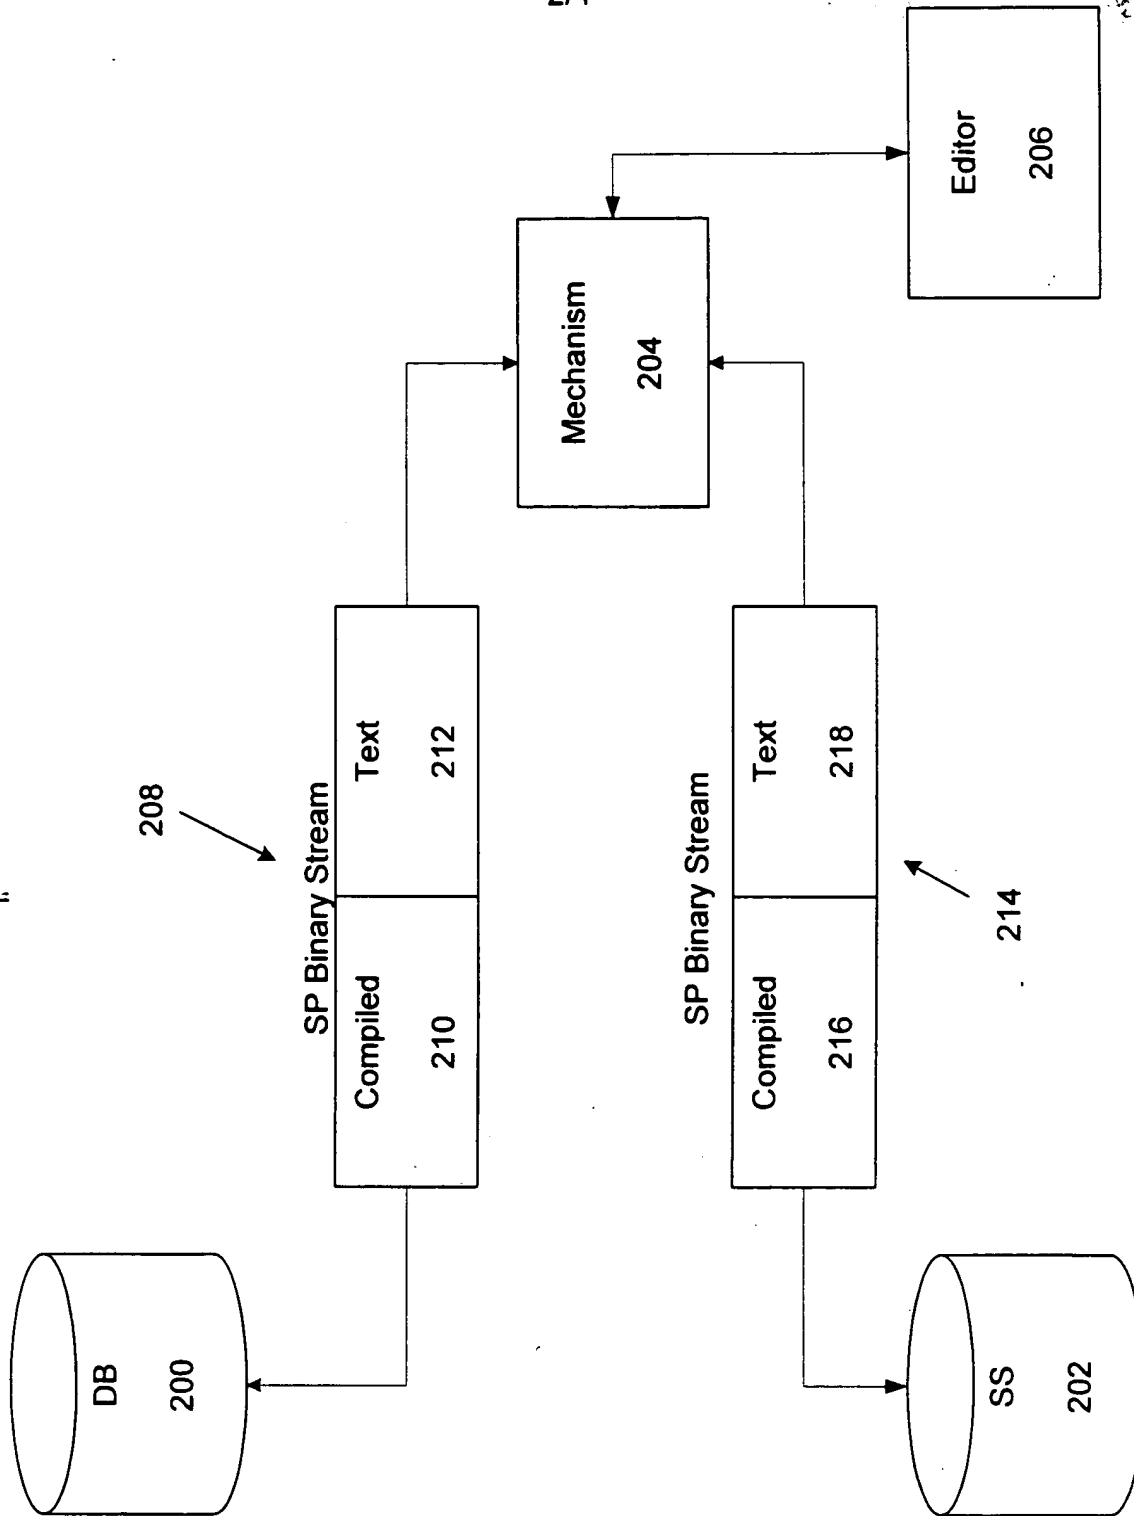 DB
200
SP Binary Stream
208
Compiled
210
Text
212
Mechanism
204
Editor
206
SP Binary Stream
214
Compiled
216
Text
218
SS
202